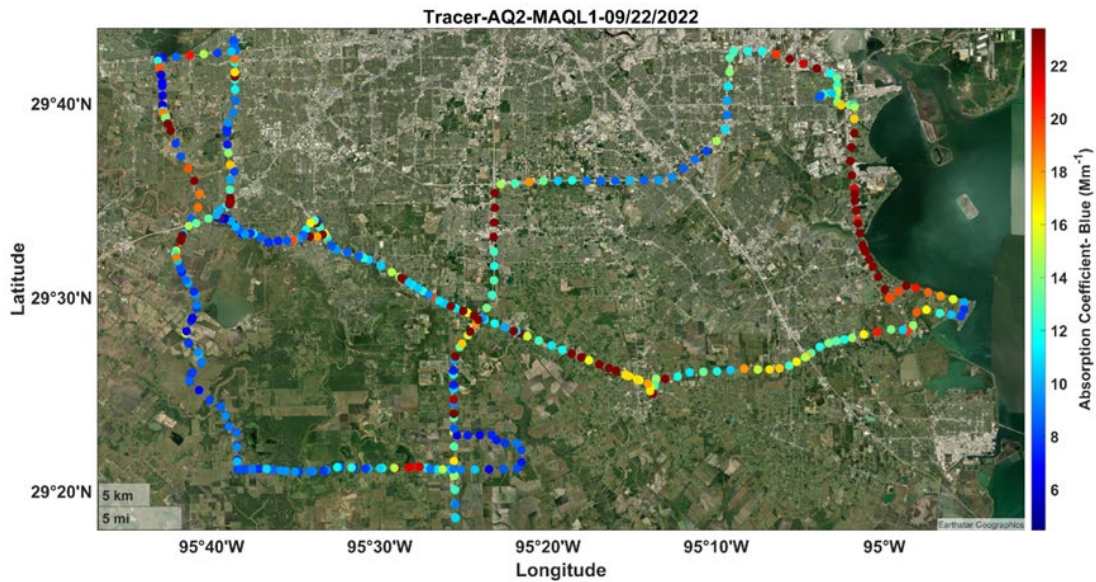 Tracer-AQ2-MAQL1-09/22/2022
29°40'N
29°30'N
29°20'N
Latitude
5 km
5 mi
Earthstar Geographics
95°40'W 95°30'W 95°20'W 95°10'W 95°W
Longitude
22
20
18
16
14
12
10
8
6
Absorption Coefficient- Blue (Mm⁻¹)